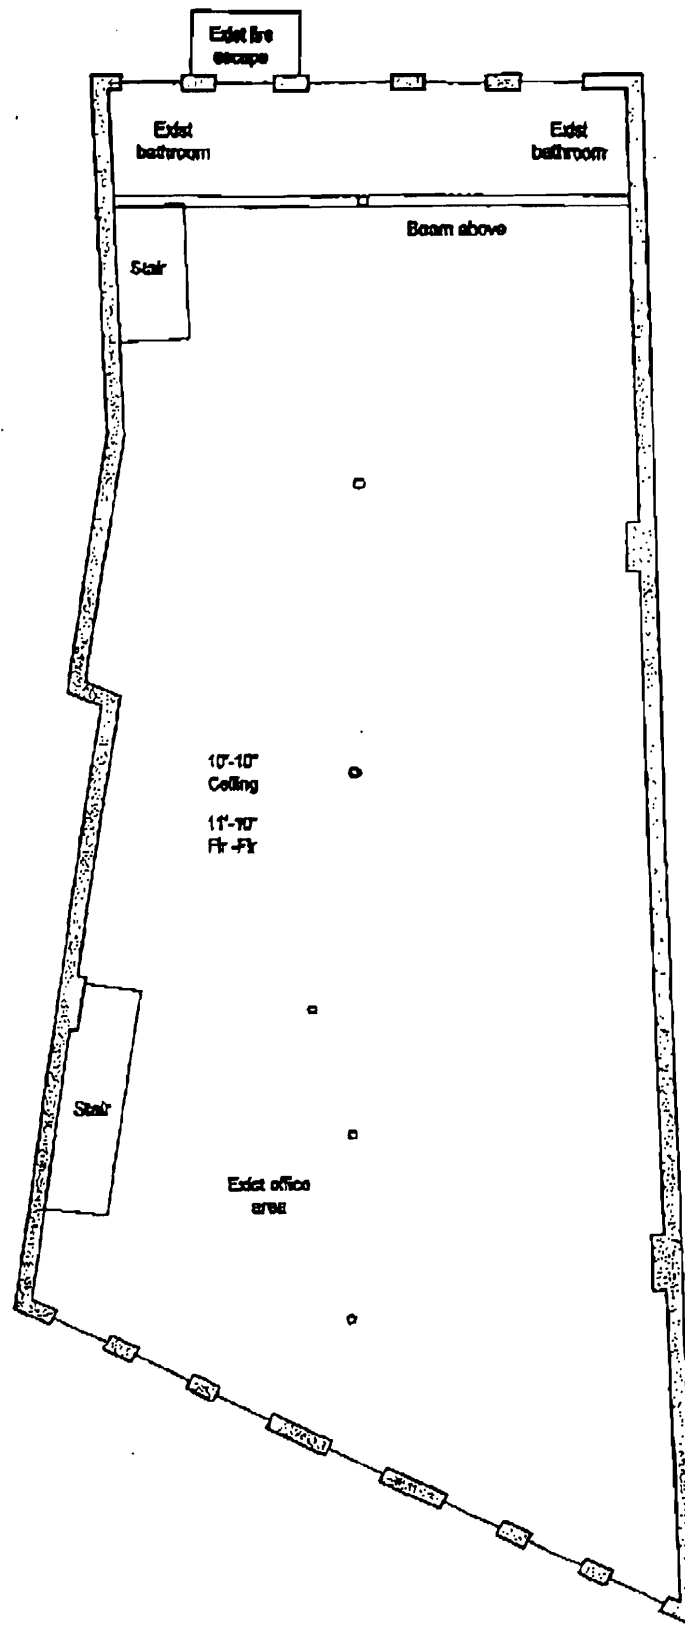 Exist fire
escape
Exist
bathroom
Exist
bathroom
Beam above
Stair
10'-10"
Ceiling
11'-10"
Flr-Flr
Stair
Exist office
area